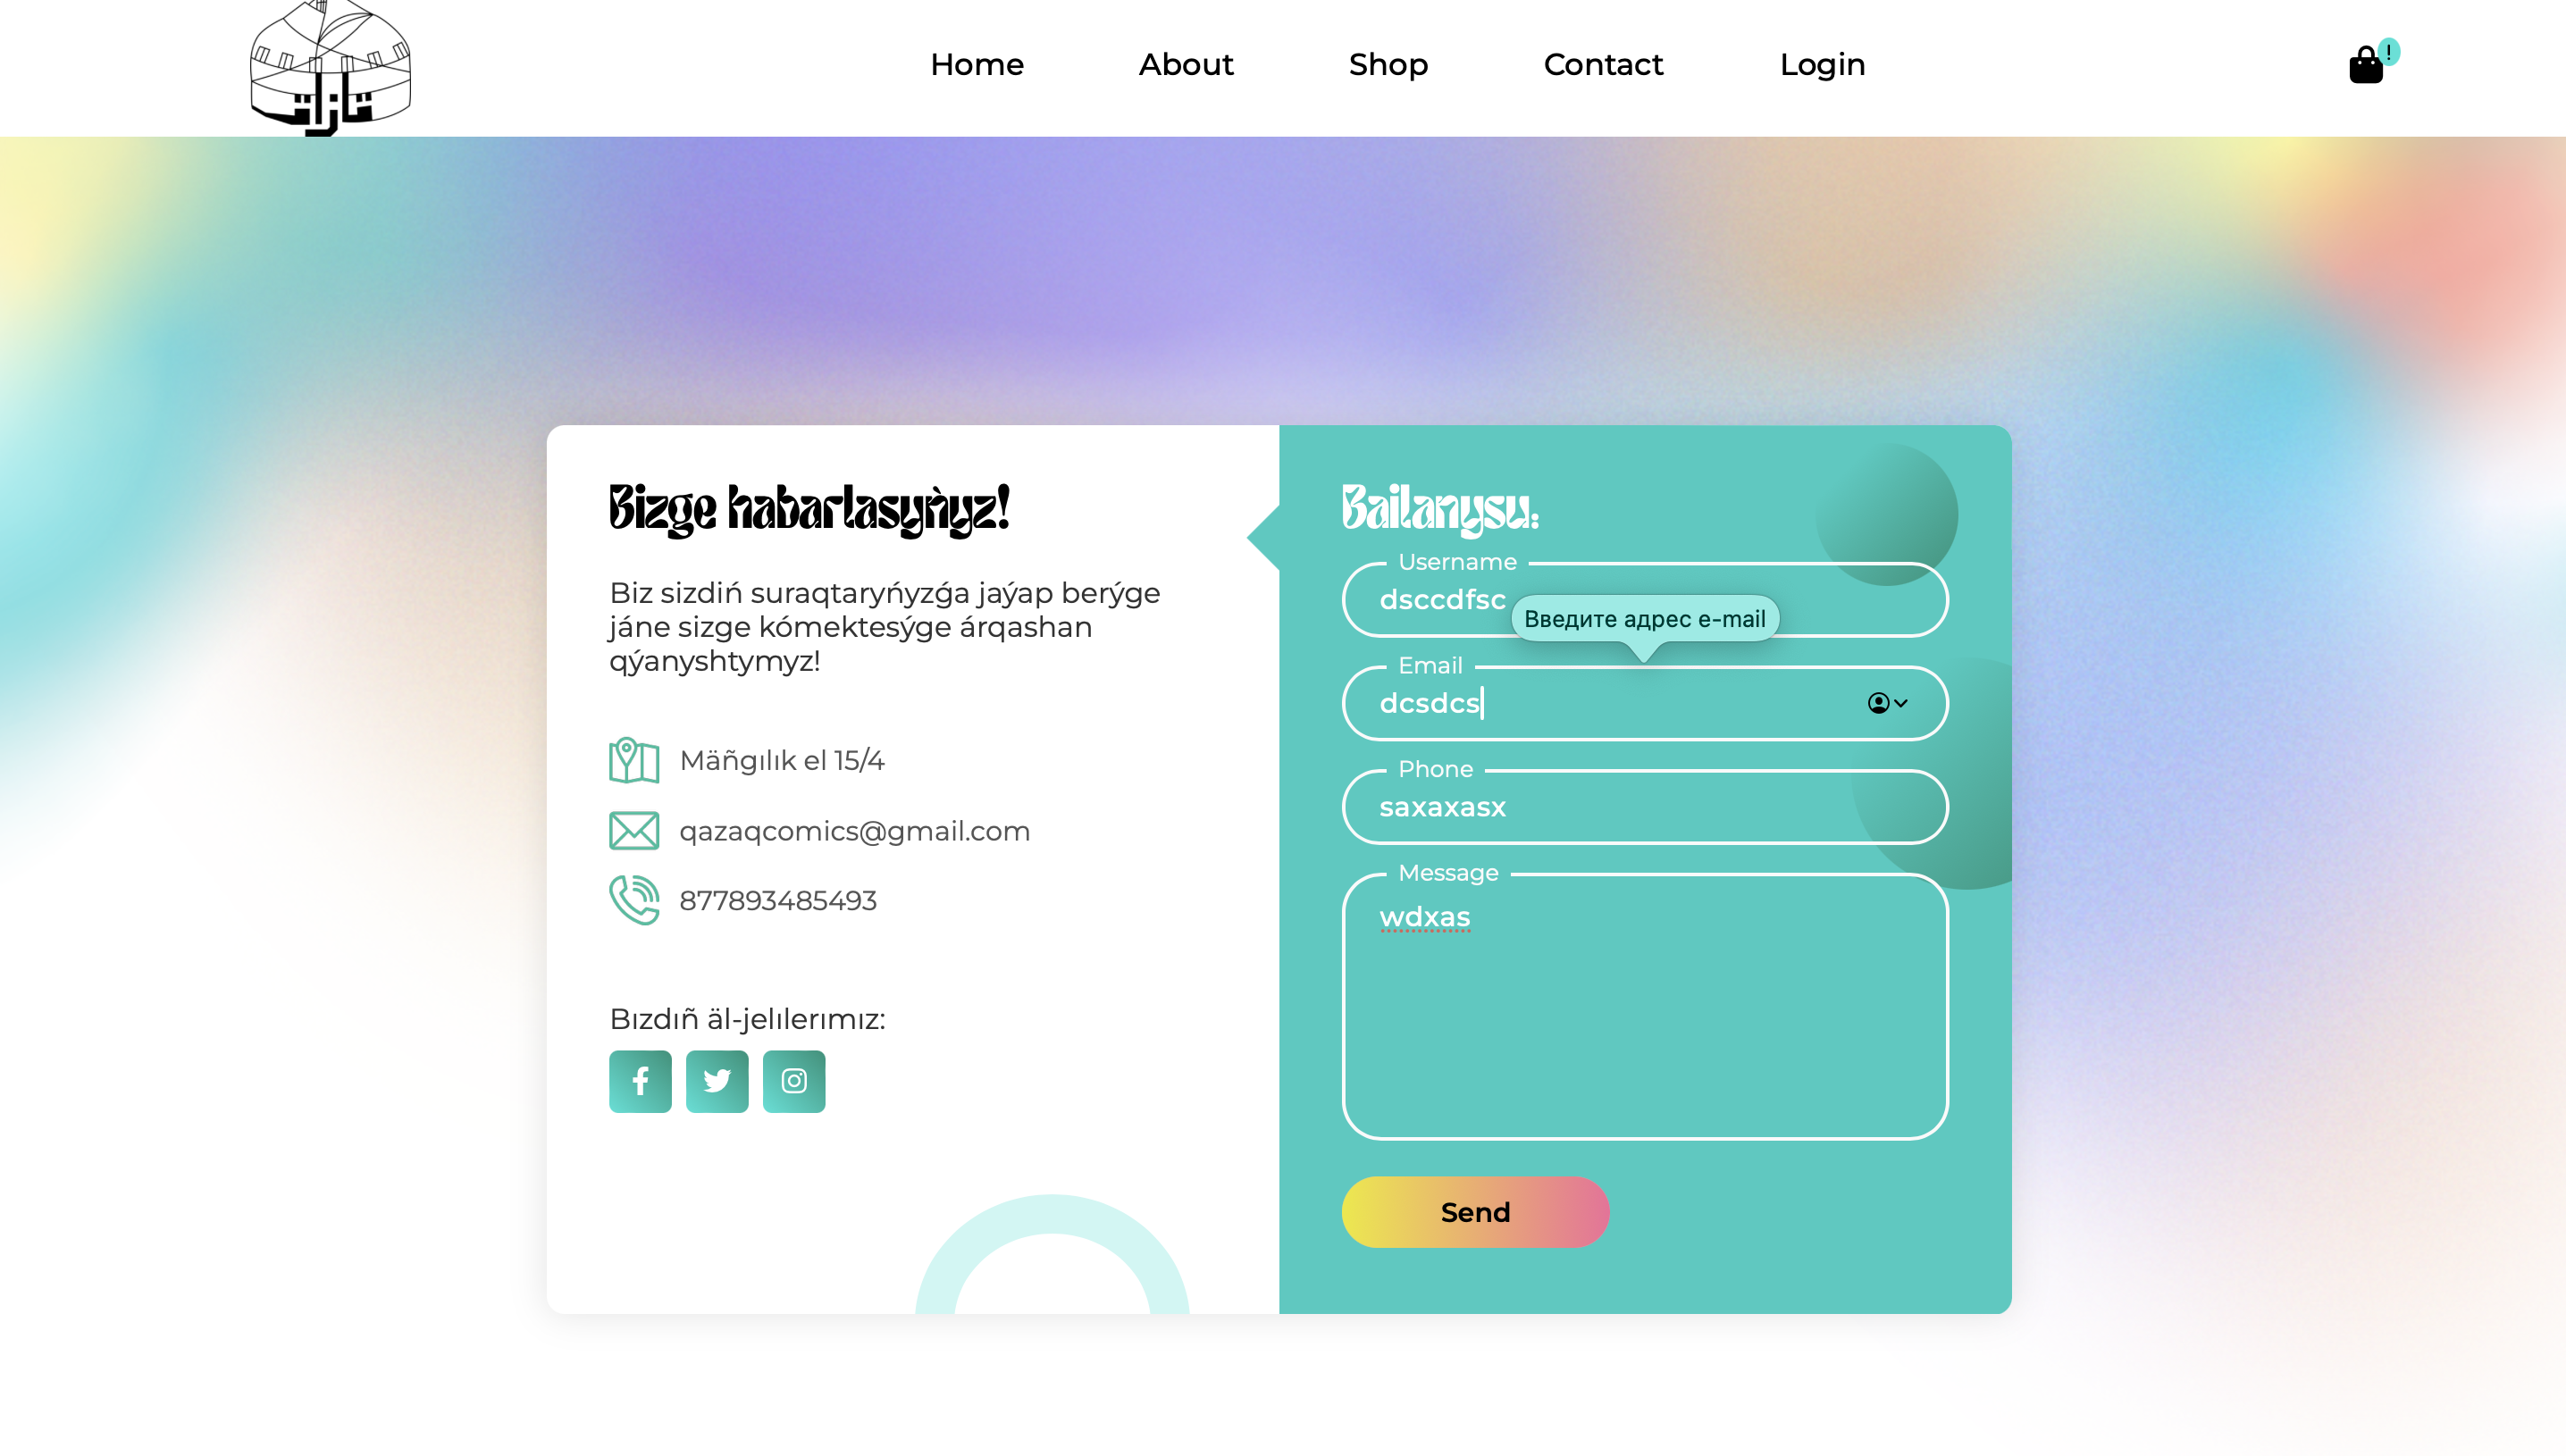 Home
About
Shop
Contact
Login
!
Bizge habarlasyǹyz!
Biz sizdiń suraqtaryńyzǵa jaýap berýge
jáne sizge kómektesýge árqashan
qýanyshtymyz!
Mäñgılık el 15/4
qazaqcomics@gmail.com
877893485493
Bızdıñ äl-jelılerımız:
Bailanysu:
Username
dsccdfsc
Введите адрес e-mail
Email
dcsdcs
Phone
saxaxasx
Message
wdxas
Send